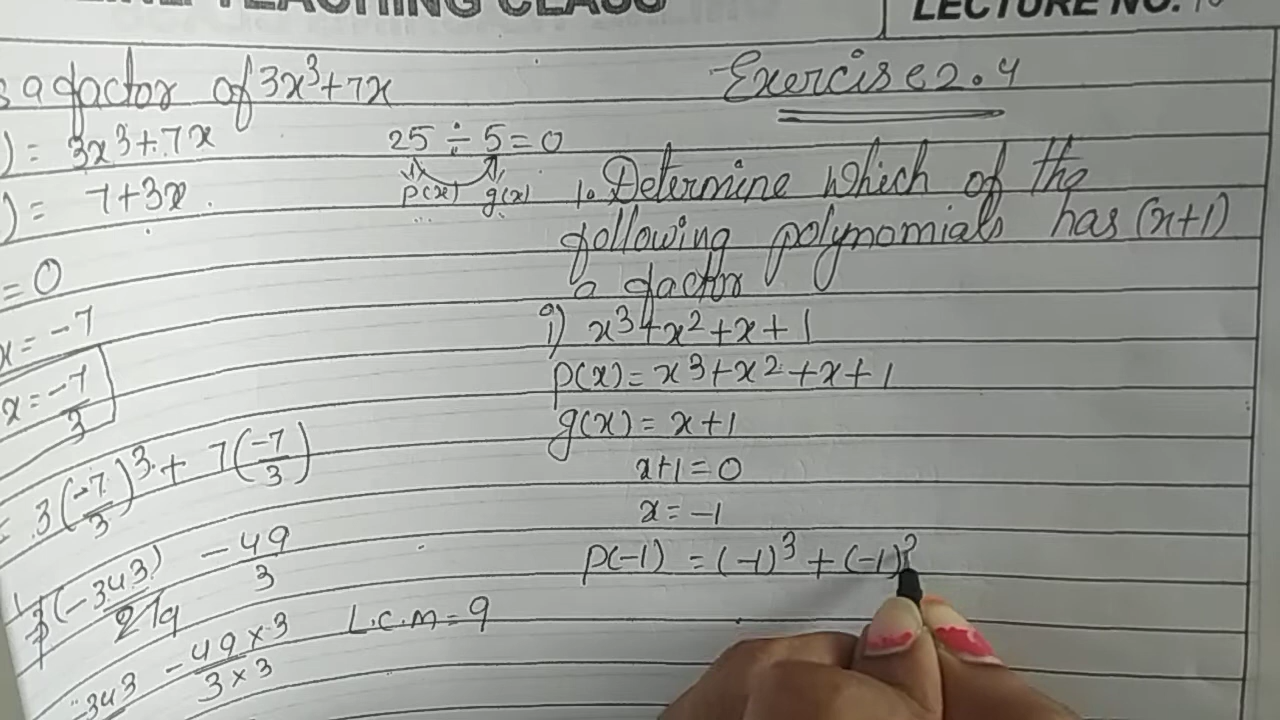 TEACHING CLASS
LECTURE NO.
a factor of 3x³+7x
) = 3x³+7x
) = 7+3x.
= 0
x = -7
x = -7/3
= 3(-7/3)³ + 7(-7/3)
(-343) - 49/3
-343 - 49×3/3×3
L.C.M = 9
25 ÷ 5 = 0
p(x) g(x)
Exercise 2.4
1. Determine which of the
following polynomials has (x+1)
a factor
i) x³+x²+x+1
p(x) = x³+x²+x+1
g(x) = x+1
x+1 = 0
x = -1
p(-1) = (-1)³ + (-1)²